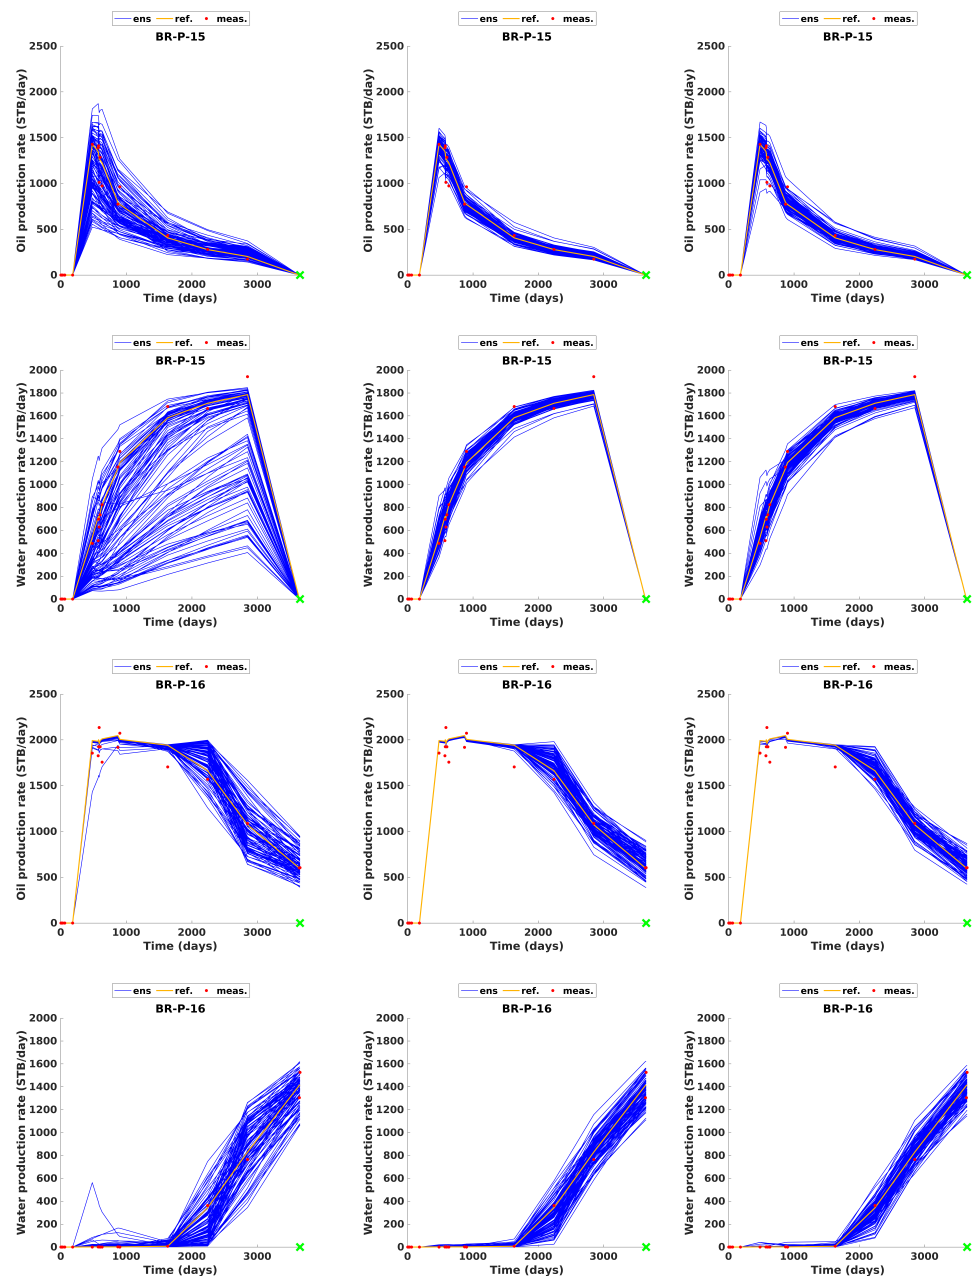 ens ref. meas. ens ref. meas. ens ref. meas.
BR-P-15 BR-P-15 BR-P-15
Oil production rate (STB/day) Oil production rate (STB/day) Oil production rate (STB/day)
2500 2500 2500
2000 2000 2000
1500 1500 1500
1000 1000 1000
500 500 500
0 0 0
0 1000 2000 3000 0 1000 2000 3000 0 1000 2000 3000
Time (days) Time (days) Time (days)
ens ref. meas. ens ref. meas. ens ref. meas.
BR-P-15 BR-P-15 BR-P-15
Water production rate (STB/day) Water production rate (STB/day) Water production rate (STB/day)
2000 2000 2000
1800 1800 1800
1600 1600 1600
1400 1400 1400
1200 1200 1200
1000 1000 1000
800 800 800
600 600 600
400 400 400
200 200 200
0 0 0
0 1000 2000 3000 0 1000 2000 3000 0 1000 2000 3000
Time (days) Time (days) Time (days)
ens ref. meas. ens ref. meas. ens ref. meas.
BR-P-16 BR-P-16 BR-P-16
Oil production rate (STB/day) Oil production rate (STB/day) Oil production rate (STB/day)
2500 2500 2500
2000 2000 2000
1500 1500 1500
1000 1000 1000
500 500 500
0 0 0
0 1000 2000 3000 0 1000 2000 3000 0 1000 2000 3000
Time (days) Time (days) Time (days)
ens ref. meas. ens ref. meas. ens ref. meas.
BR-P-16 BR-P-16 BR-P-16
Water production rate (STB/day) Water production rate (STB/day) Water production rate (STB/day)
2000 2000 2000
1800 1800 1800
1600 1600 1600
1400 1400 1400
1200 1200 1200
1000 1000 1000
800 800 800
600 600 600
400 400 400
200 200 200
0 0 0
0 1000 2000 3000 0 1000 2000 3000 0 1000 2000 3000
Time (days) Time (days) Time (days)